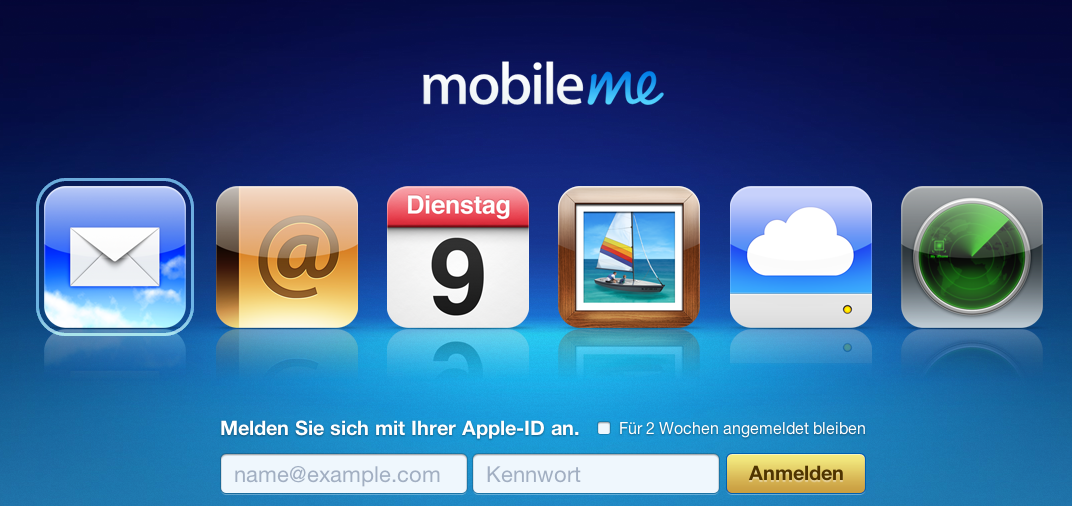 mobileme
@
Dienstag
9
Melden Sie sich mit Ihrer Apple-ID an.
Für 2 Wochen angemeldet bleiben
name@example.com
Kennwort
Anmelden